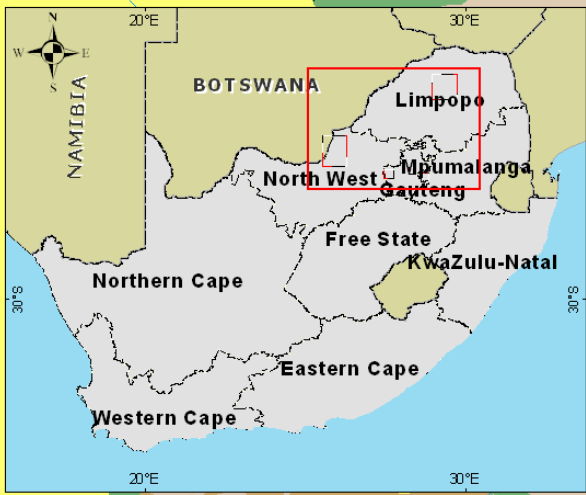 20°E
30°E
N
W
E
S
NAMIBIA
BOTSWANA
Limpopo
Mpumalanga
North West
Gauteng
Free State
KwaZulu-Natal
Northern Cape
30°S
30°S
Eastern Cape
Western Cape
20°E
30°E